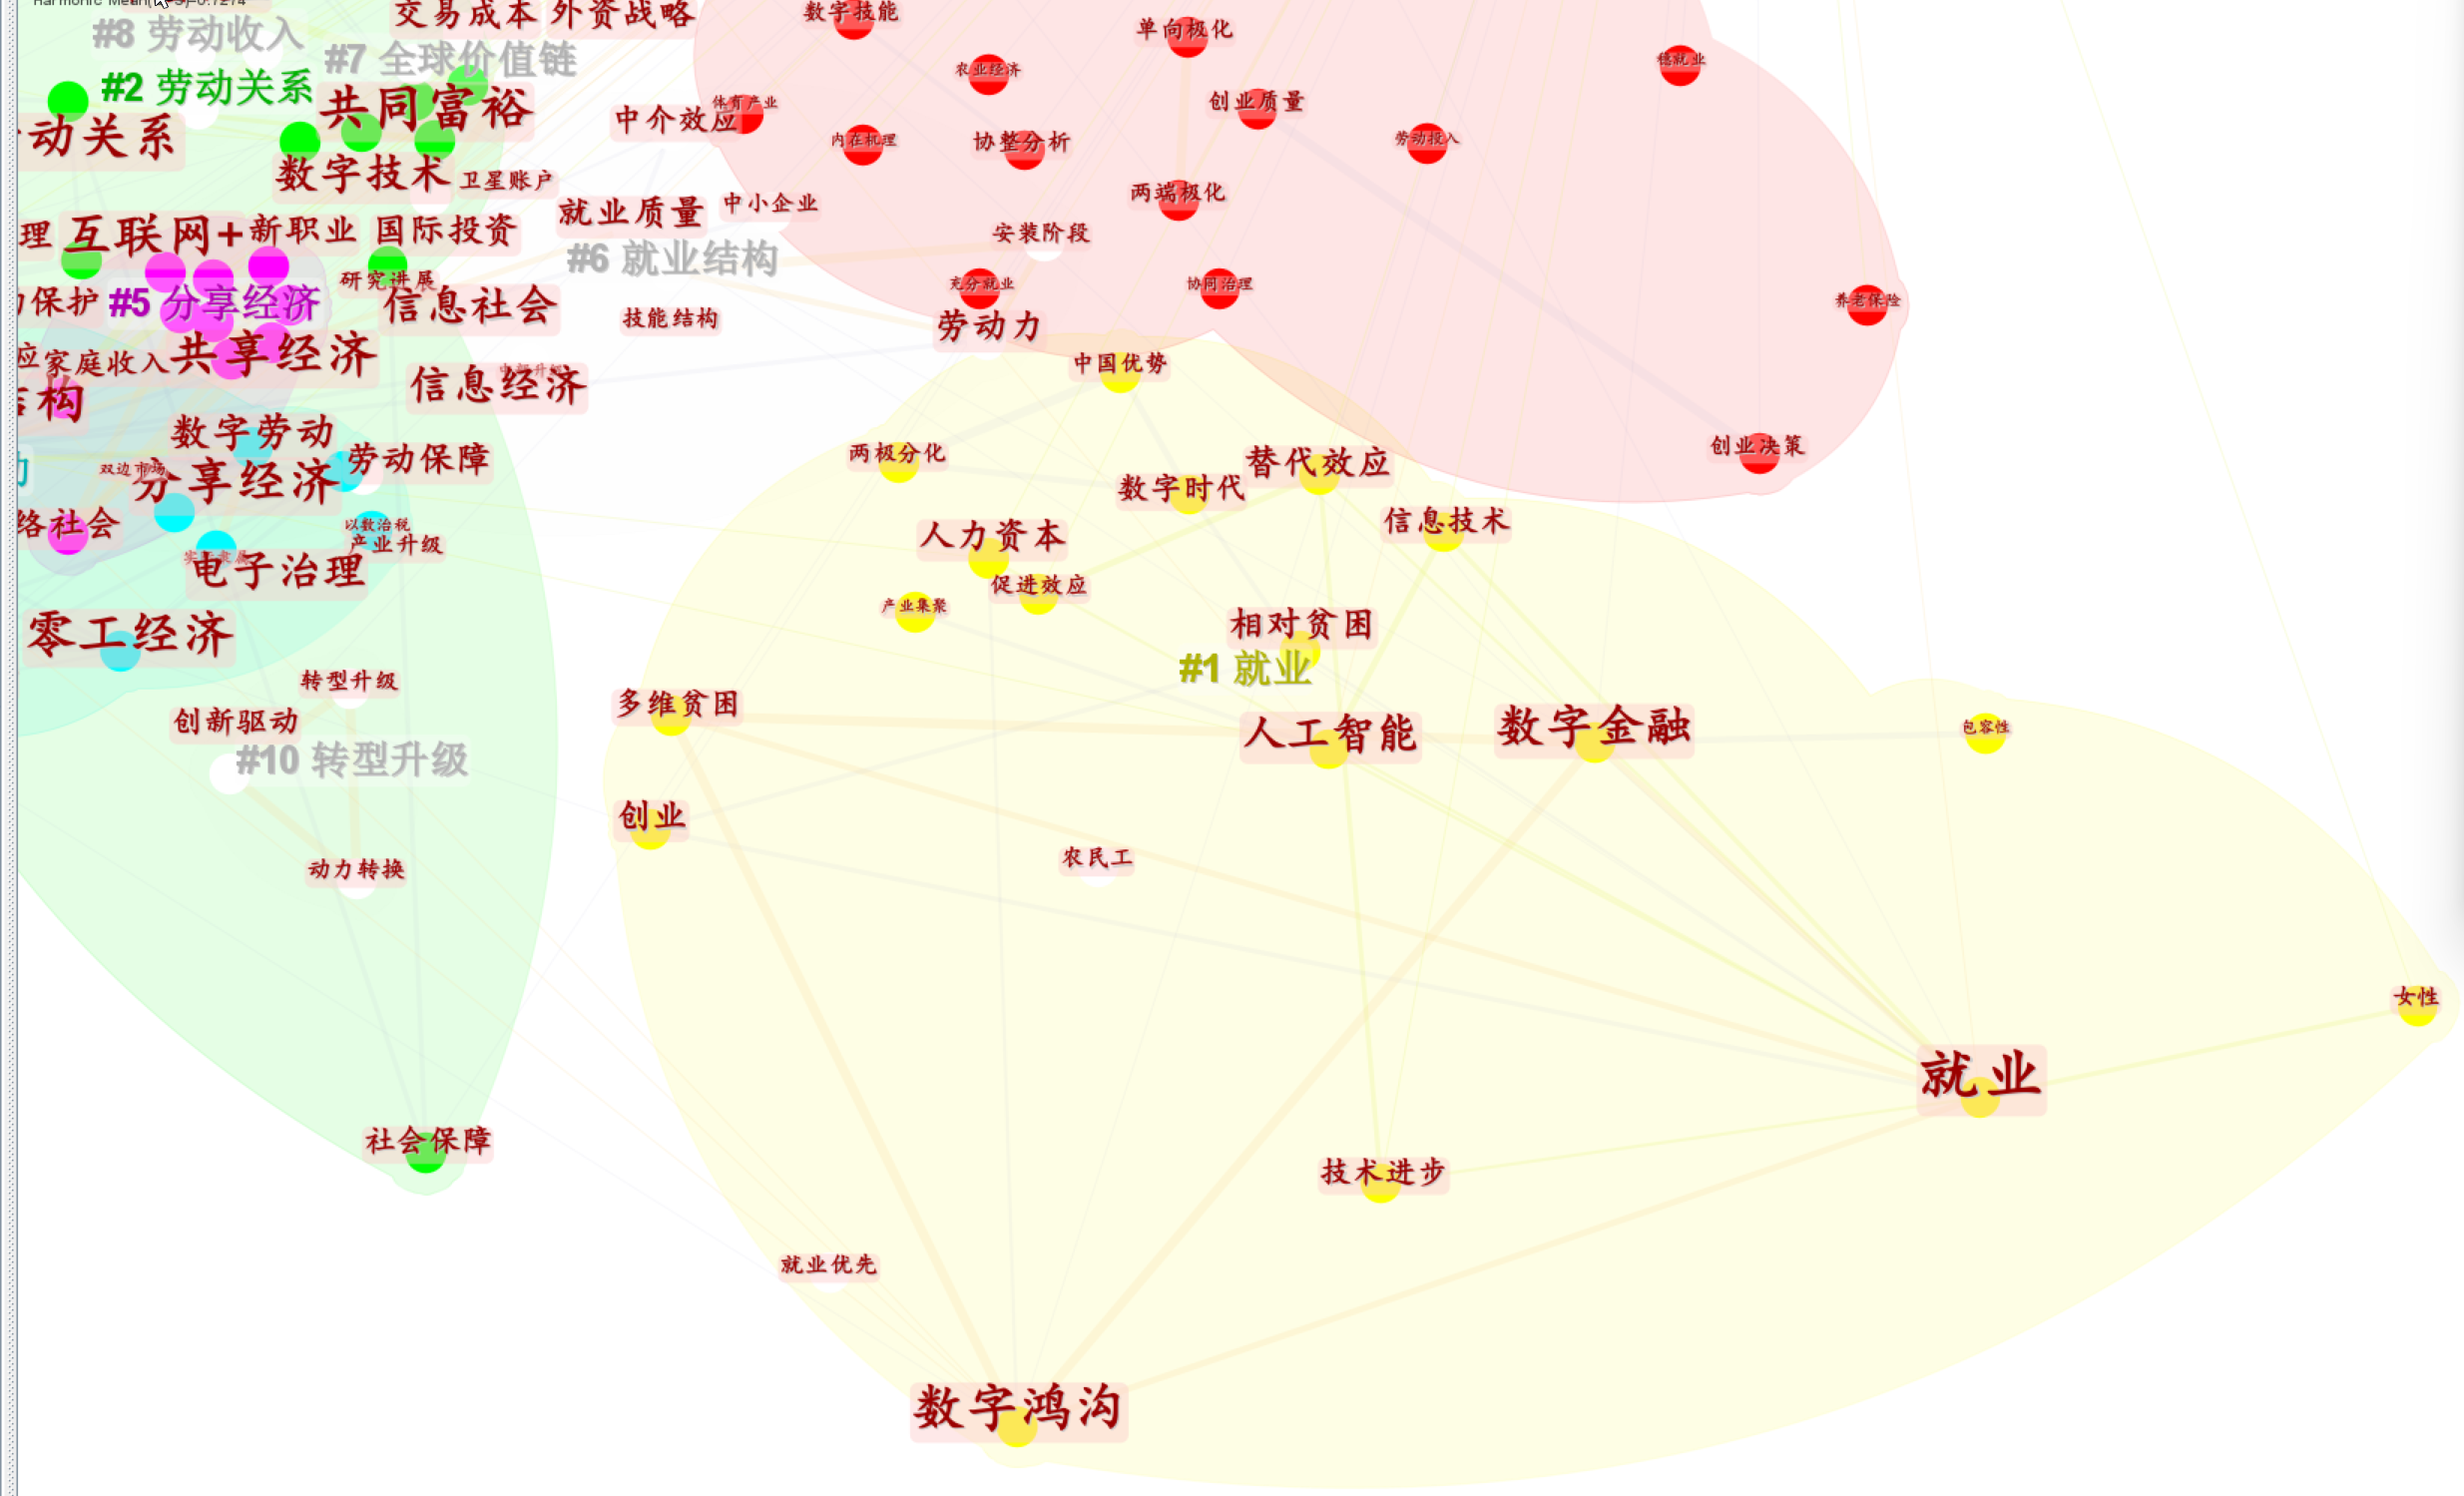 交易成本
外资战略
数字技能
单向极化
#8 劳动收入
#7 全球价值链
农业经济
稳就业
#2 劳动关系
共同富裕
中介效应
体育产业
创业质量
动关系
内在机理
协整分析
劳动投入
数字技术
卫星账户
两端极化
就业质量
中小企业
理
互联网+
新职业
国际投资
安装阶段
#6 就业结构
研究进展
充分就业
协同治理
保护
#5 分享经济
信息社会
养老保险
技能结构
劳动力
应
家庭收入
共享经济
中国优势
信息经济
构
数字劳动
劳动保障
两极分化
替代效应
创业决策
双边市场
分享经济
数字时代
络社会
以数治税
信息技术
产业升级
人力资本
电子治理
促进效应
产业集聚
零工经济
相对贫困
#1 就业
转型升级
多维贫困
创新驱动
人工智能
数字金融
包容性
#10 转型升级
创业
动力转换
农民工
女性
就业
社会保障
技术进步
就业优先
数字鸿沟